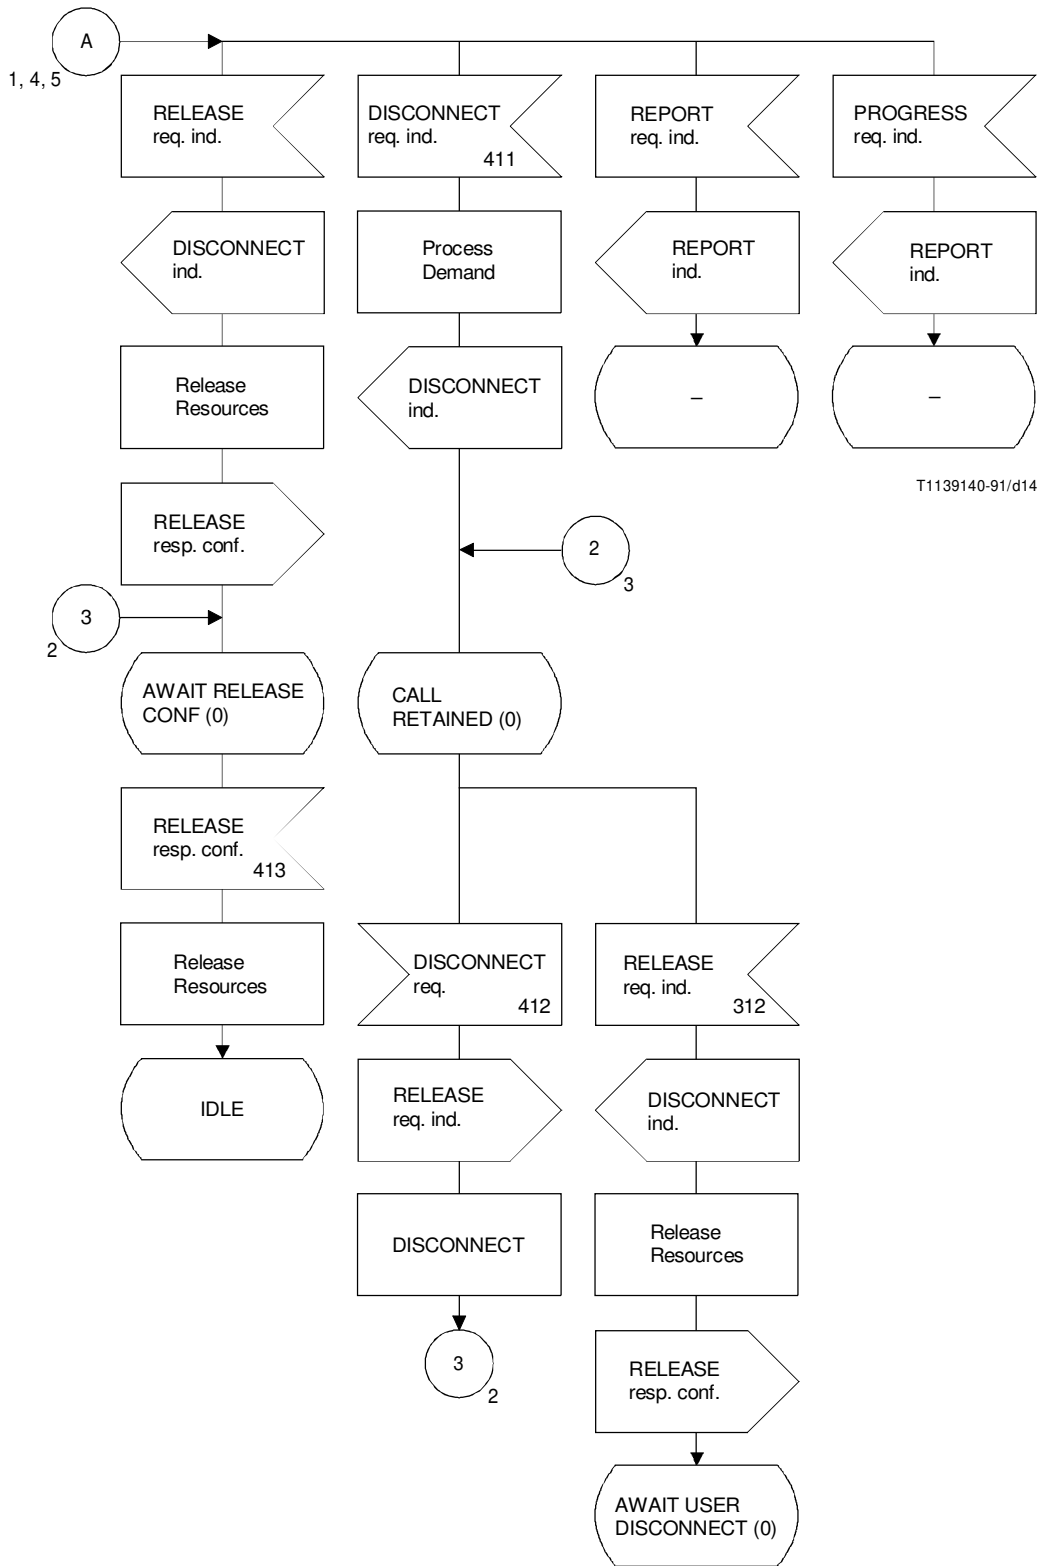 A
1, 4, 5
RELEASE
req. ind.
DISCONNECT
req. ind.
411
REPORT
req. ind.
PROGRESS
req. ind.
DISCONNECT
ind.
Process
Demand
REPORT
ind.
REPORT
ind.
Release
Resources
DISCONNECT
ind.
–
–
T1139140-91/d14
RELEASE
resp. conf.
2
3
3
2
AWAIT RELEASE
CONF (0)
CALL
RETAINED (0)
RELEASE
resp. conf.
413
Release
Resources
DISCONNECT
req.
412
RELEASE
req. ind.
312
IDLE
RELEASE
req. ind.
DISCONNECT
ind.
DISCONNECT
Release
Resources
3
2
RELEASE
resp. conf.
AWAIT USER
DISCONNECT (0)